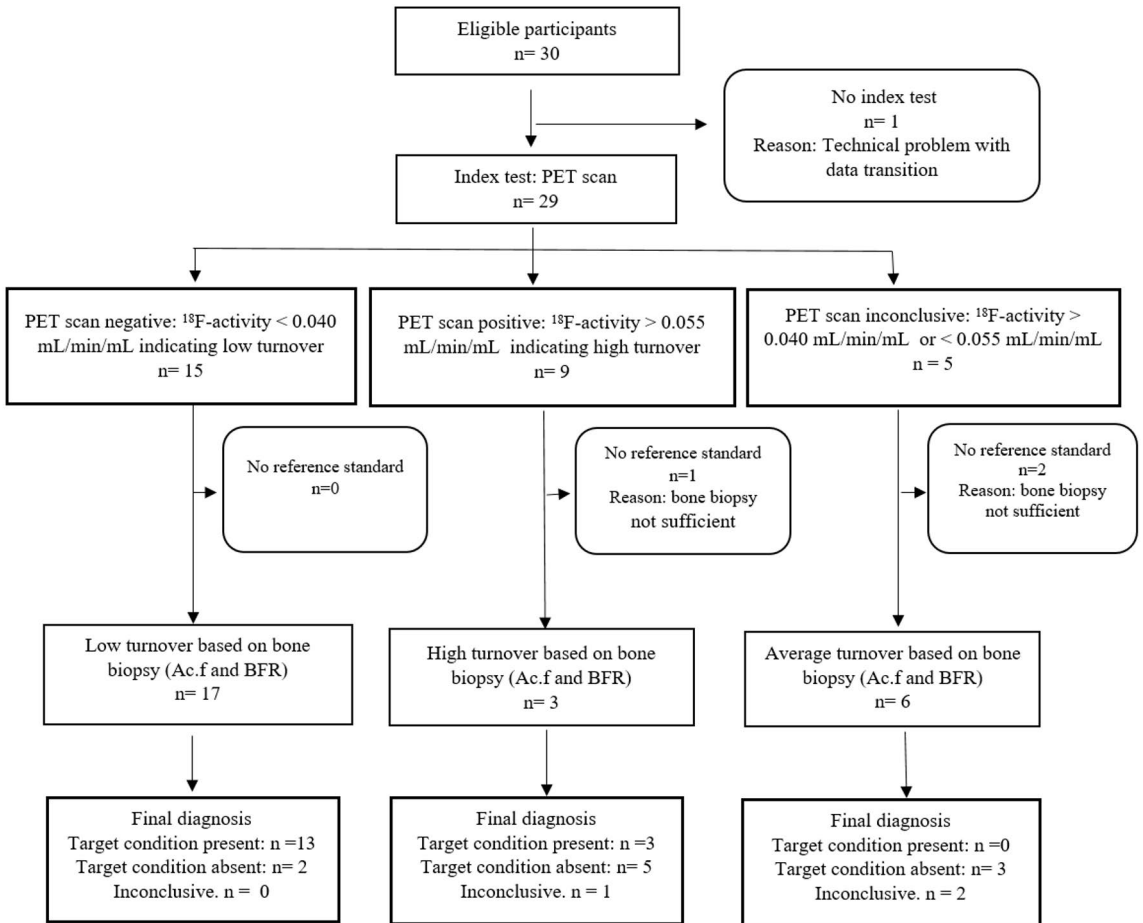 Eligible participants
n= 30
No index test
n= 1
Reason: Technical problem with
data transition
Index test: PET scan
n= 29
PET scan negative: ¹⁸F-activity < 0.040
mL/min/mL indicating low turnover
n= 15
PET scan positive: ¹⁸F-activity > 0.055
mL/min/mL indicating high turnover
n= 9
PET scan inconclusive: ¹⁸F-activity >
0.040 mL/min/mL or < 0.055 mL/min/mL
n = 5
No reference standard
n=0
No reference standard
n=1
Reason: bone biopsy
not sufficient
No reference standard
n=2
Reason: bone biopsy
not sufficient
Low turnover based on bone
biopsy (Ac.f and BFR)
n= 17
High turnover based on bone
biopsy (Ac.f and BFR)
n= 3
Average turnover based on bone
biopsy (Ac.f and BFR)
n= 6
Final diagnosis
Target condition present: n =13
Target condition absent: n= 2
Inconclusive. n = 0
Final diagnosis
Target condition present: n =3
Target condition absent: n= 5
Inconclusive. n = 1
Final diagnosis
Target condition present: n =0
Target condition absent: n= 3
Inconclusive. n = 2